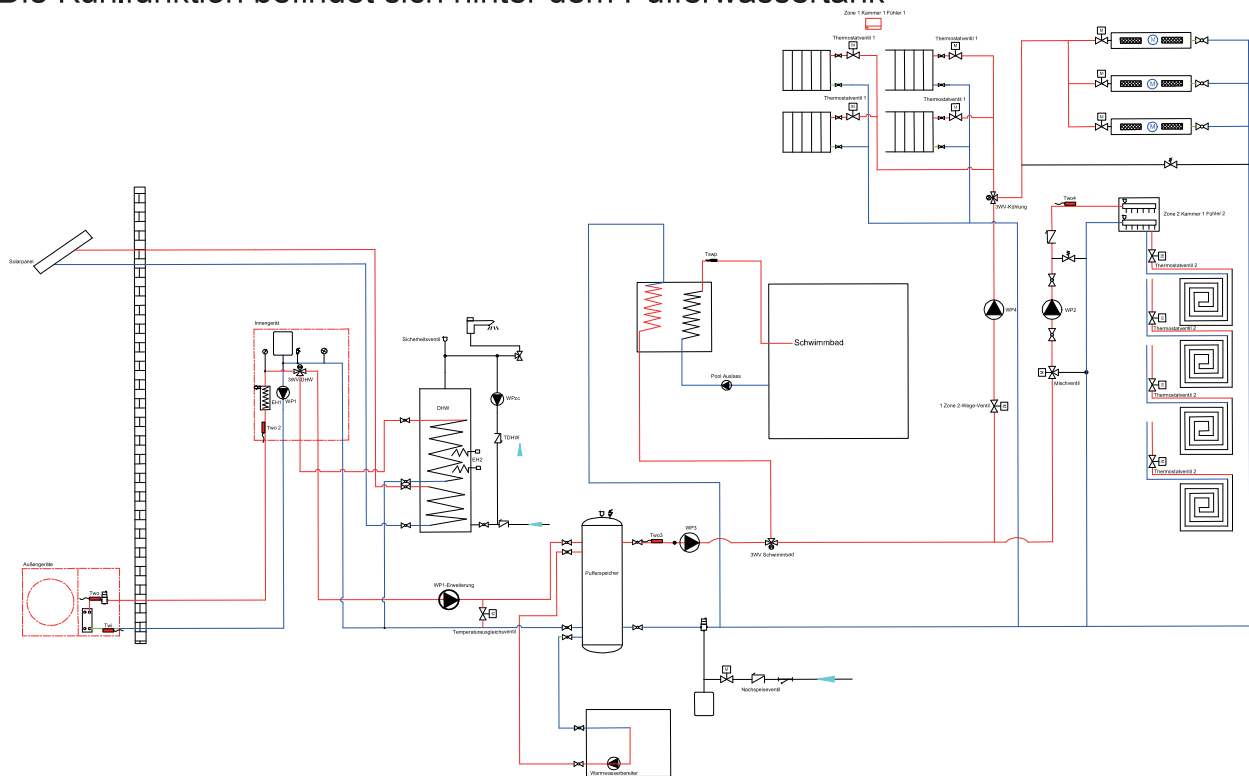 Die Kühlfunktion befindet sich hinter dem Pufferwassertank
Zone 1 Kammer 1 Fühler 1
Thermostatventil 1
Thermostatventil 1
M
M
M
M
M
Thermostatventil 1
Thermostatventil 1
M
M
M
M
M
M
3WV-Kühlung
Two4
Zone 2 Kammer 1 Fühler 2
Solarpanel
Twwp
Thermostatventil 2
Innengerät
WP4
WP2
Sicherheitsventil
Schwimmbad
Thermostatventil 2
3WV DHW
Mischventil
Pool Auslass
EH1
WP1
WPzc
1 Zone 2-Wege-Ventil
Thermostatventil 2
DHW
Two 2
TDHW
EH2
Thermostatventil 2
WP3
Two3
3WV Schwimmbad
Außengeräte
Pufferspeicher
WP1-Erweiterung
Two
Twi
Temperaturausgleichsventil
M
Nachspeiseventil
Warmwasserbereiter